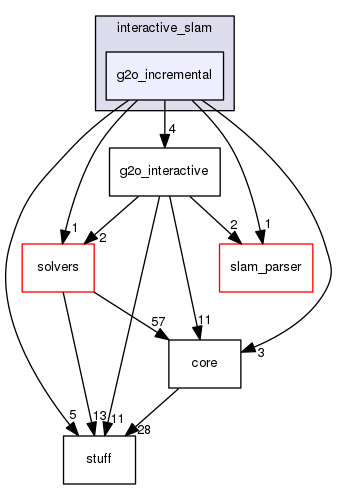 interactive_slam
g2o_incremental
4
g2o_interactive
1
2
2
1
solvers
slam_parser
57
11
core
3
5
13
11
28
stuff